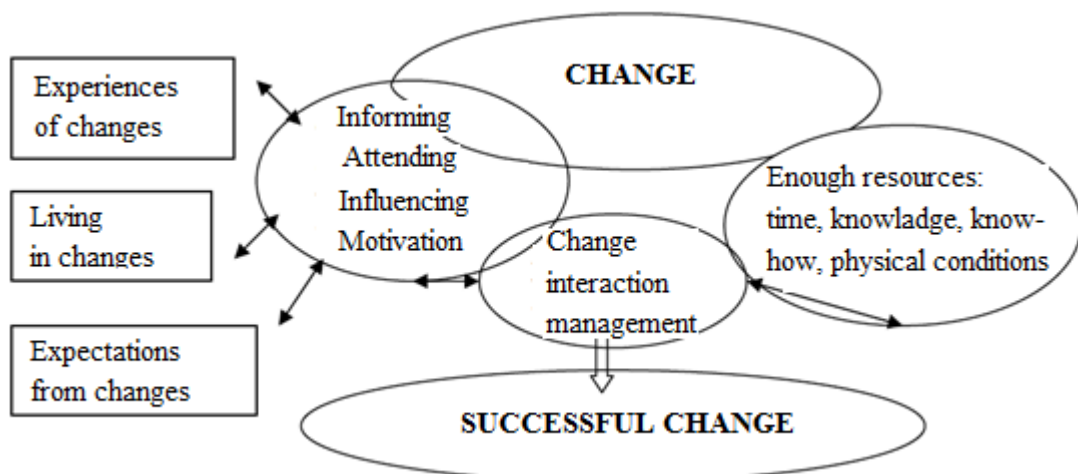 CHANGE
Experiences
of changes
Informing
Attending
Influencing
Motivation
Enough resources:
time, knowladge, know-
how, physical conditions
Living
in changes
Change
interaction
management
Expectations
from changes
SUCCESSFUL CHANGE